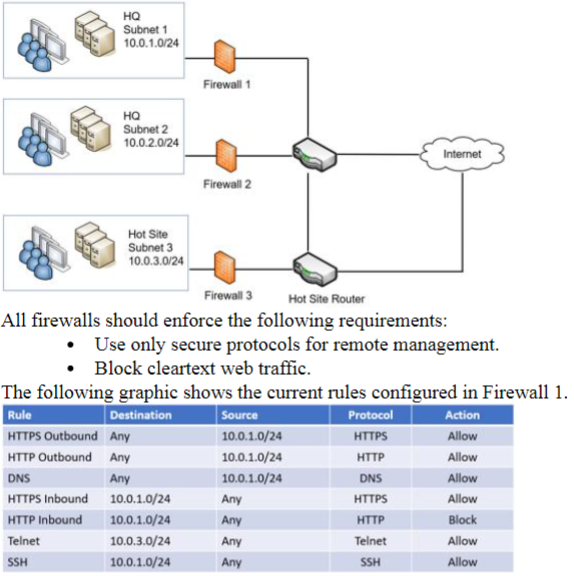 HQ
Subnet 1
10.0.1.0/24
Firewall 1
HQ
Subnet 2
10.0.2.0/24
Internet
Firewall 2
Hot Site
Subnet 3
10.0.3.0/24
Firewall 3
Hot Site Router
All firewalls should enforce the following requirements:
• Use only secure protocols for remote management.
• Block cleartext web traffic.
The following graphic shows the current rules configured in Firewall 1.
Rule Destination Source Protocol Action
HTTPS Outbound Any 10.0.1.0/24 HTTPS Allow
HTTP Outbound Any 10.0.1.0/24 HTTP Allow
DNS Any 10.0.1.0/24 DNS Allow
HTTPS Inbound 10.0.1.0/24 Any HTTPS Allow
HTTP Inbound 10.0.1.0/24 Any HTTP Block
Telnet 10.0.3.0/24 Any Telnet Allow
SSH 10.0.1.0/24 Any SSH Allow